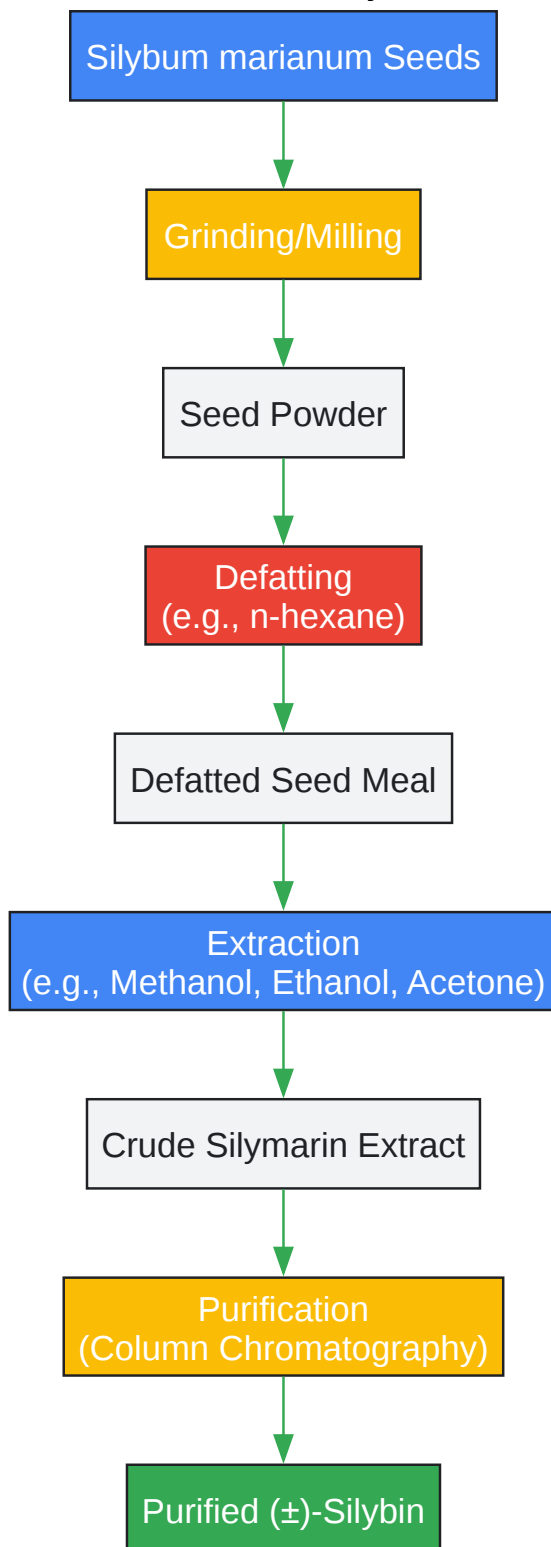 Silybum marianum Seeds
Grinding/Milling
Seed Powder
Defatting
(e.g., n-hexane)
Defatted Seed Meal
Extraction
(e.g., Methanol, Ethanol, Acetone)
Crude Silymarin Extract
Purification
(Column Chromatography)
Purified (±)-Silybin